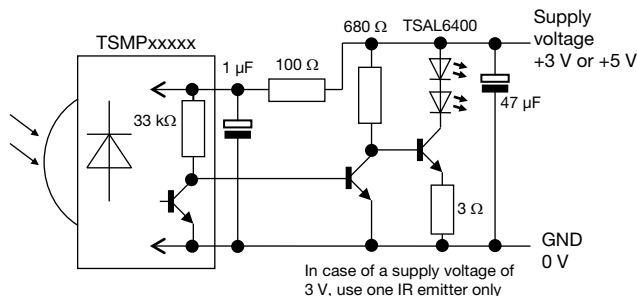 TSMPxxxxx
1 µF
100 Ω
680 Ω
TSAL6400
Supply
voltage
+3 V or +5 V
33 kΩ
47 µF
3 Ω
GND
0 V
In case of a supply voltage of
3 V, use one IR emitter only